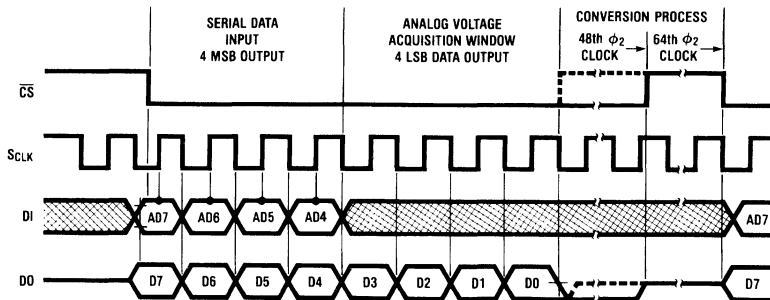 SERIAL DATA
INPUT
4 MSB OUTPUT
ANALOG VOLTAGE
ACQUISITION WINDOW
4 LSB DATA OUTPUT
CONVERSION PROCESS
48th ϕ2
CLOCK
64th ϕ2
CLOCK
CS
SCLK
DI
AD7 AD6 AD5 AD4 AD7
DO
D7 D6 D5 D4 D3 D2 D1 D0 D7